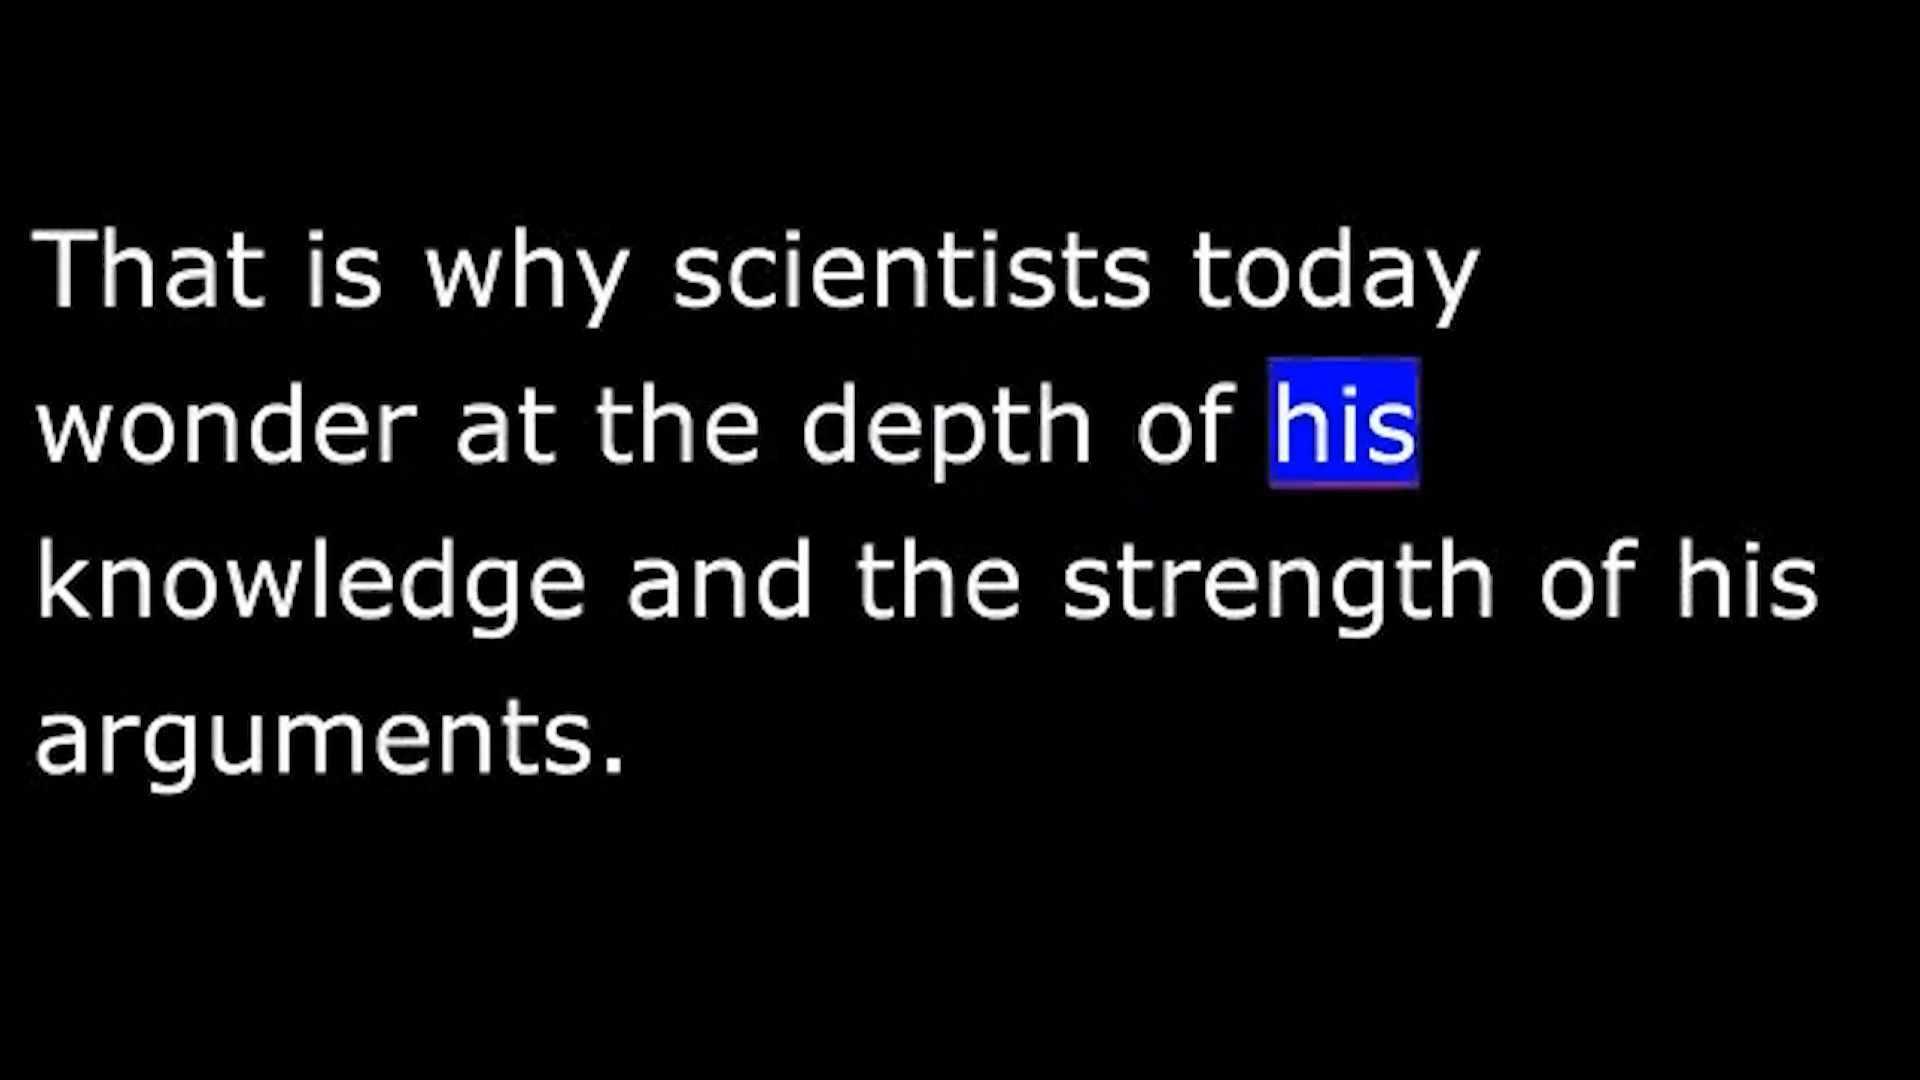 That is why scientists today
wonder at the depth of his
knowledge and the strength of his
arguments.